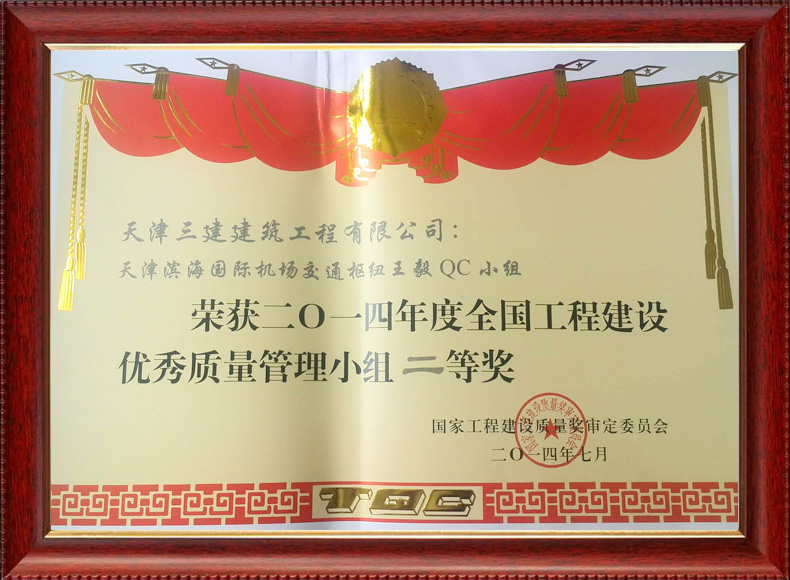 天津三建建筑工程有限公司：
天津滨海国际机场交通枢纽王毅QC小组
荣获二〇一四年度全国工程建设
优秀质量管理小组二等奖
国家工程建设质量奖审定委员会
二〇一四年七月
TQC